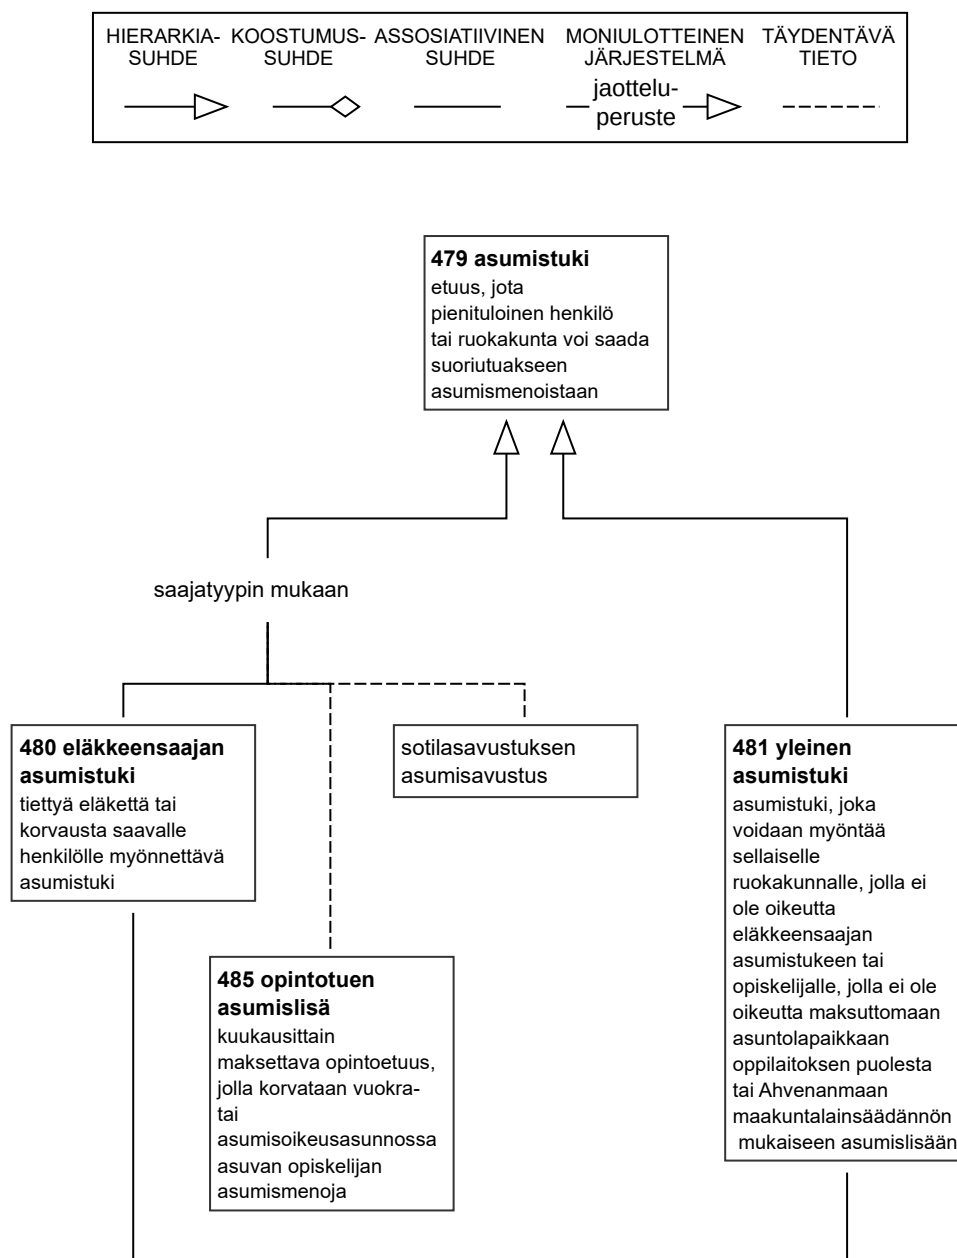 HIERARKIA-
SUHDE
KOOSTUMUS-
SUHDE
ASSOSIATIIVINEN
SUHDE
MONIULOTTEINEN
JÄRJESTELMÄ
jaottelu-
peruste
TÄYDENTÄVÄ
TIETO
479 asumistuki
etuus, jota
pienituloinen henkilö
tai ruokakunta voi saada
suoriutuakseen
asumismenoistaan
saajatyypin mukaan
480 eläkkeensaajan
asumistuki
tiettyä eläkettä tai
korvausta saavalle
henkilölle myönnettävä
asumistuki
sotilasavustuksen
asumisavustus
481 yleinen
asumistuki
asumistuki, joka
voidaan myöntää
sellaiselle
ruokakunnalle, jolla ei
ole oikeutta
eläkkeensaajan
asumistukeen tai
opiskelijalle, jolla ei ole
oikeutta maksuttomaan
asuntolapaikkaan
oppilaitoksen puolesta
tai Ahvenanmaan
maakuntalainsäädännön
mukaiseen asumislisään
485 opintotuen
asumislisä
kuukausittain
maksettava opintoetuus,
jolla korvataan vuokra-
tai
asumisoikeusasunnossa
asuvan opiskelijan
asumismenoja